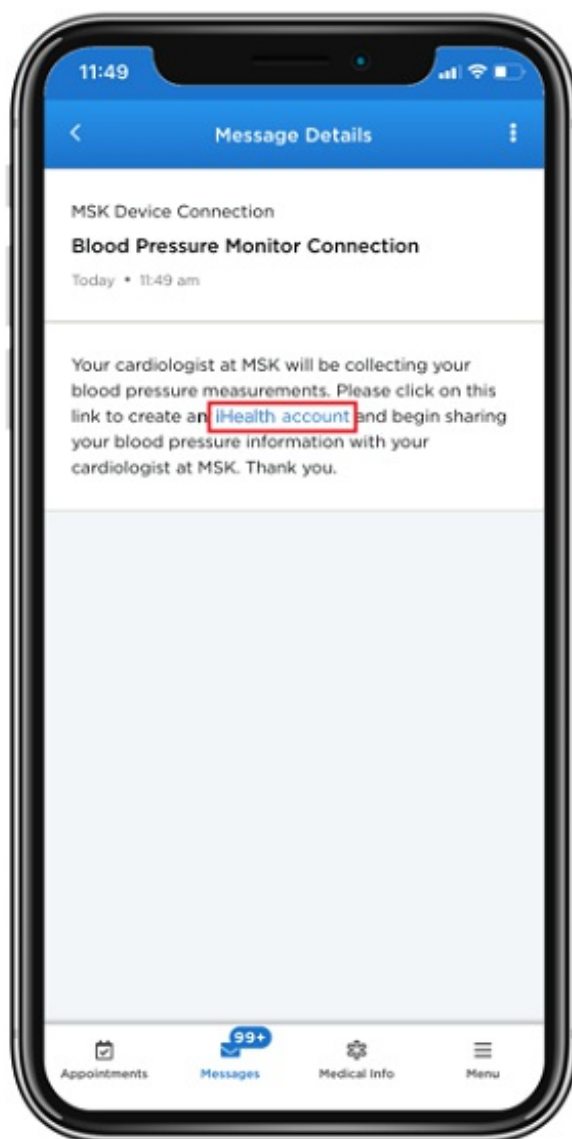 11:49
Message Details
MSK Device Connection
Blood Pressure Monitor Connection
Today • 11:49 am
Your cardiologist at MSK will be collecting your
blood pressure measurements. Please click on this
link to create an iHealth account and begin sharing
your blood pressure information with your
cardiologist at MSK. Thank you.
99+
Appointments
Messages
Medical Info
Menu